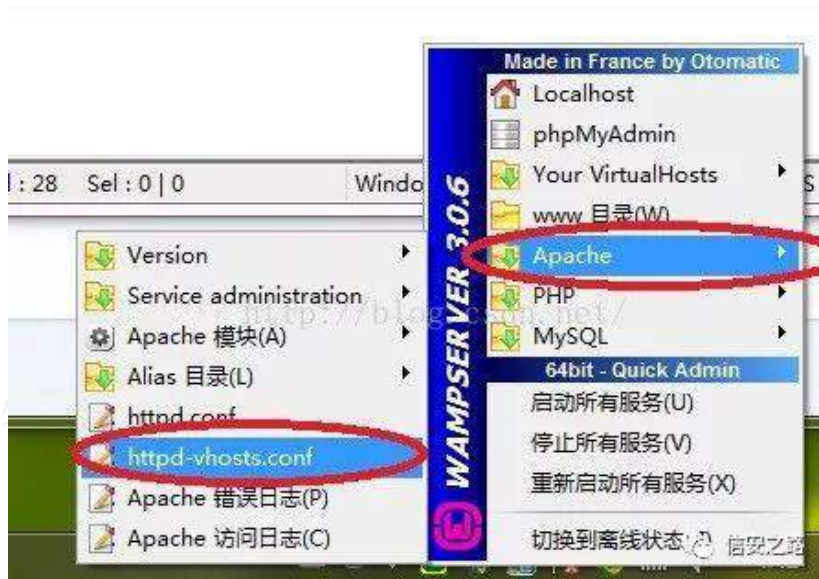 : 28 Sel : 0 | 0 Windo S
Made in France by Otomatic
Localhost
phpMyAdmin
Your VirtualHosts
www 目录(W)
Apache
PHP
MySQL
64bit - Quick Admin
启动所有服务(U)
停止所有服务(V)
重新启动所有服务(X)
切换到离线状态
WAMPSERVER 3.0.6
Version
Service administration
Apache 模块(A)
Alias 目录(L)
httpd.conf
httpd-vhosts.conf
Apache 错误日志(P)
Apache 访问日志(C)
http://blog.csdn.net/
信安之路